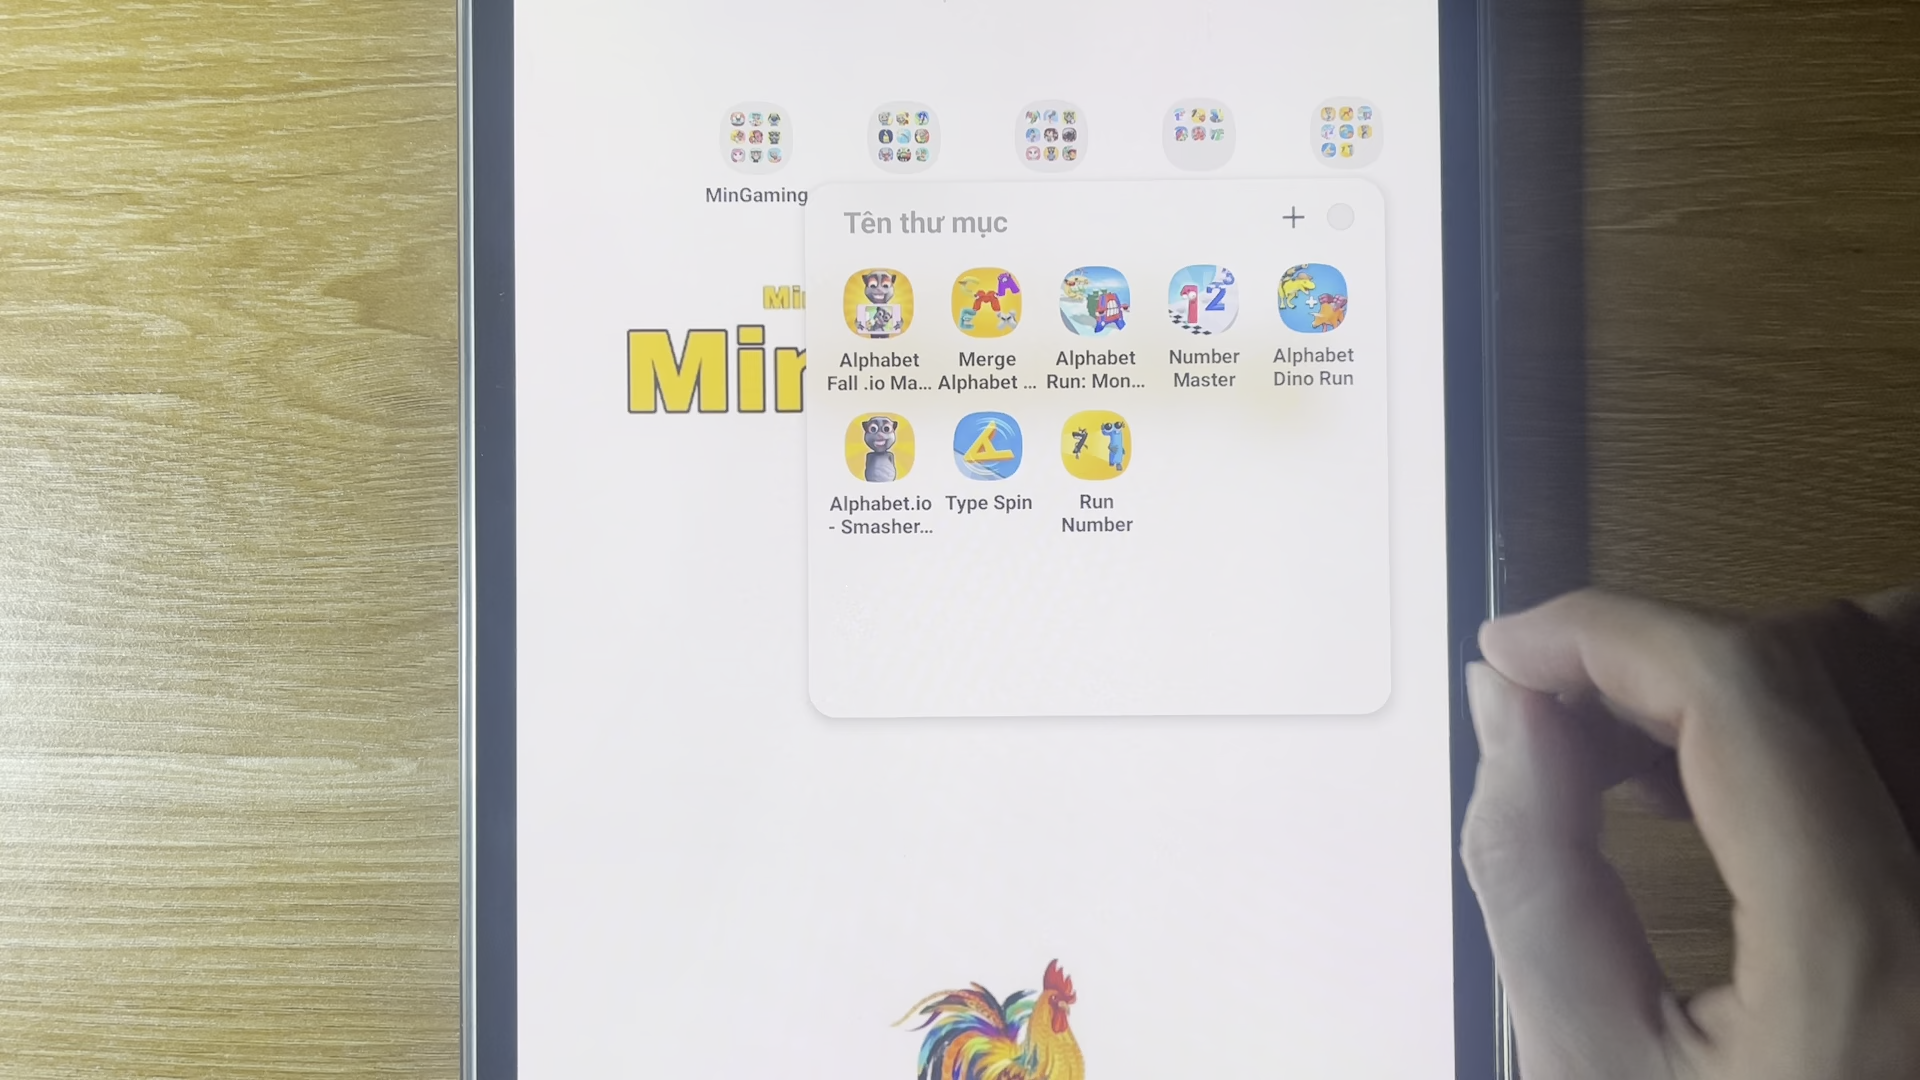 MinGaming
Tên thư mục
Min
Alphabet
Fall .io Ma...
Merge
Alphabet ...
Alphabet
Run: Mon...
Number
Master
Alphabet
Dino Run
Alphabet.io
- Smasher...
Type Spin
Run
Number